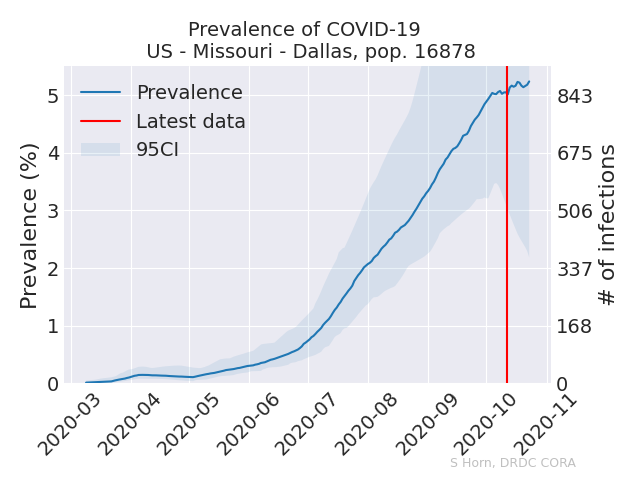 Prevalence of COVID-19
US - Missouri - Dallas, pop. 16878
Prevalence
Latest data
95CI
Prevalence (%)
5
4
3
2
1
0
843
675
506
337
168
0
# of infections
2020-03
2020-04
2020-05
2020-06
2020-07
2020-08
2020-09
2020-10
2020-11
S Horn, DRDC CORA